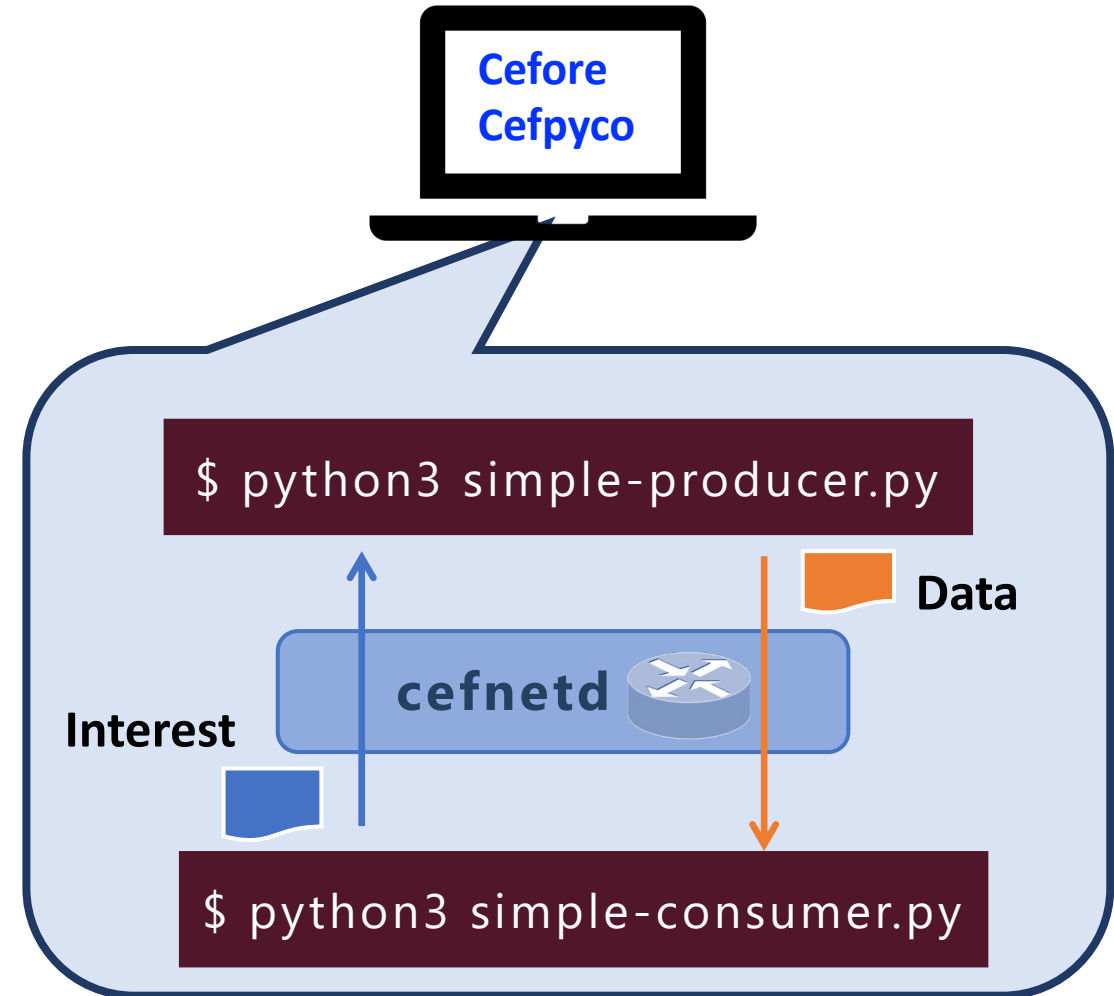 Cefore
Cefpyco
$ python3 simple-producer.py
Data
cefnetd
Interest
$ python3 simple-consumer.py